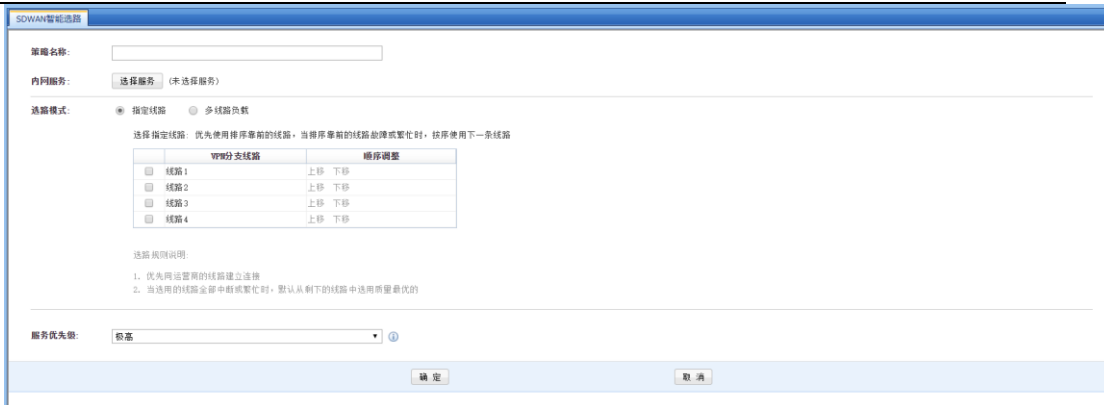 SDWAN智能选路
策略名称:
内网服务: 选择服务 (未选择服务)
选路模式: 指定线路 多线路负载
选择指定线路: 优先使用排序靠前的线路，当排序靠前的线路故障或繁忙时，按序使用下一条线路
VPN分支线路 顺序调整
线路1 上移 下移
线路2 上移 下移
线路3 上移 下移
线路4 上移 下移
选路规则说明:
1. 优先同运营商的线路建立连接
2. 当选用的线路全部中断或繁忙时，默认从剩下的线路中选用质量最优的
服务优先级: 极高
确定 取消